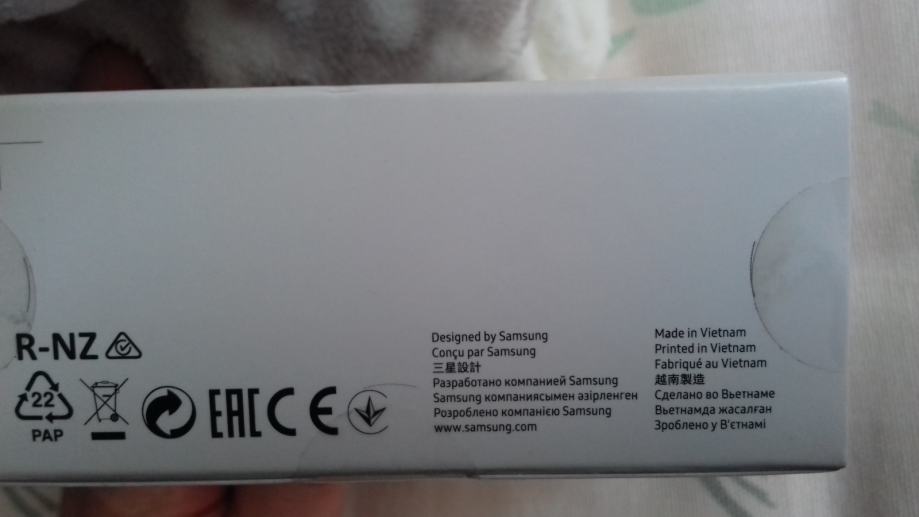 R-NZ
22
PAP
EAC
CE
Designed by Samsung
Conçu par Samsung
三星設計
Разработано компанией Samsung
Samsung компаниясымен әзірленген
Розроблено компанією Samsung
www.samsung.com
Made in Vietnam
Printed in Vietnam
Fabriqué au Vietnam
越南製造
Сделано во Вьетнаме
Вьетнамда жасалған
Зроблено у В'єтнамі